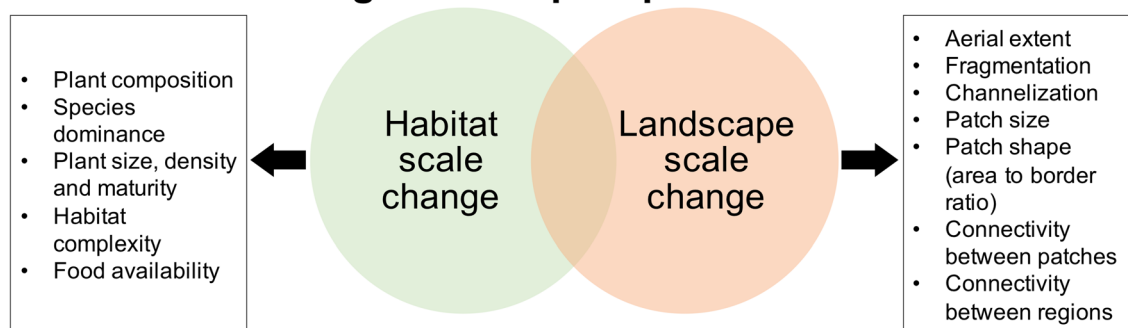 • Plant composition
• Species
dominance
• Plant size, density
and maturity
• Habitat
complexity
• Food availability
Habitat
scale
change
Landscape
scale
change
• Aerial extent
• Fragmentation
• Channelization
• Patch size
• Patch shape
(area to border
ratio)
• Connectivity
between patches
• Connectivity
between regions